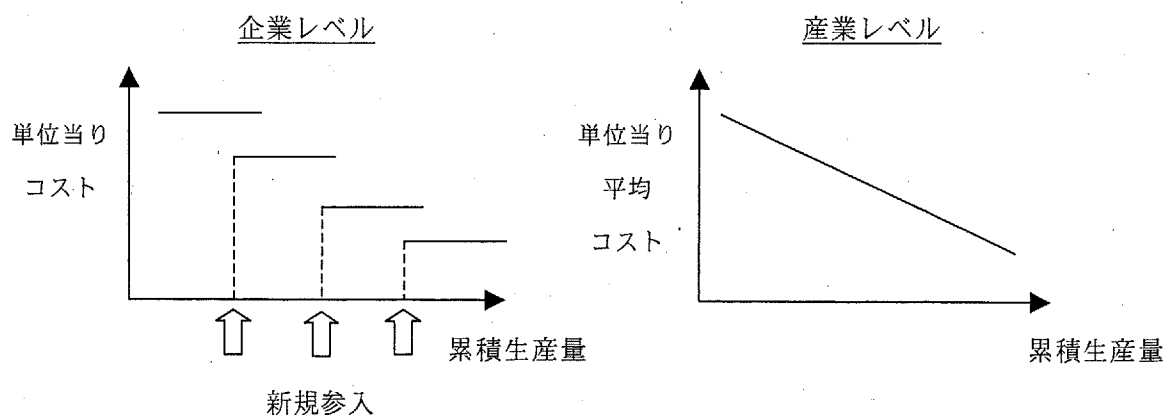 企業レベル
単位当り
コスト
累積生産量
新規参入
産業レベル
単位当り
平均
コスト
累積生産量